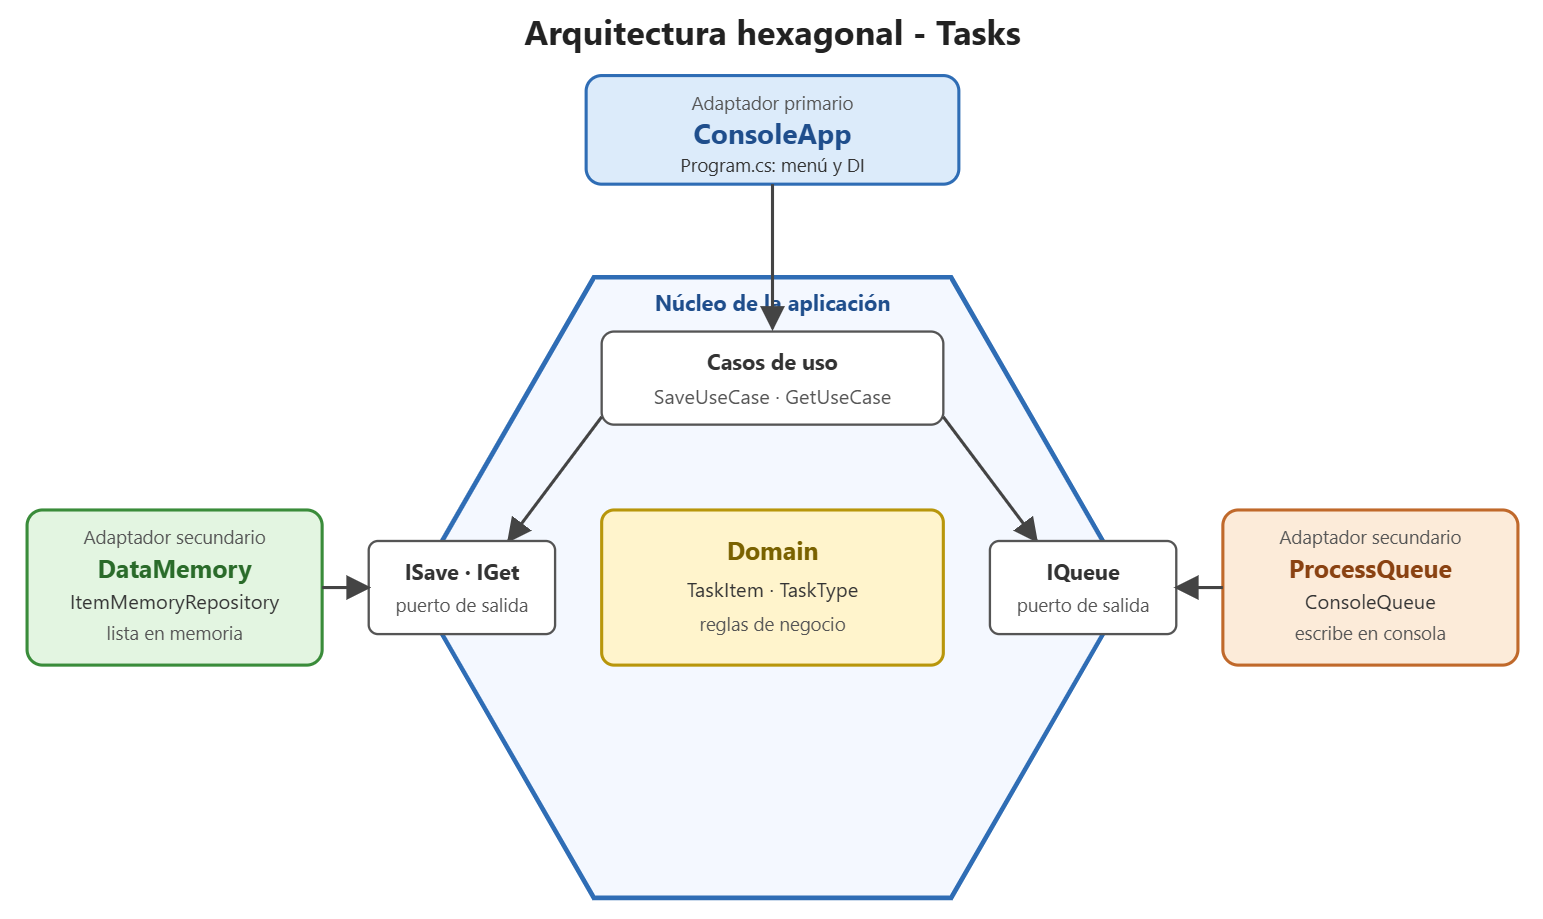 Arquitectura hexagonal - Tasks
Adaptador primario
ConsoleApp
Program.cs: menú y DI
Núcleo de la aplicación
Casos de uso
SaveUseCase · GetUseCase
Adaptador secundario
DataMemory
ItemMemoryRepository
lista en memoria
ISave · IGet
puerto de salida
Domain
TaskItem · TaskType
reglas de negocio
IQueue
puerto de salida
Adaptador secundario
ProcessQueue
ConsoleQueue
escribe en consola